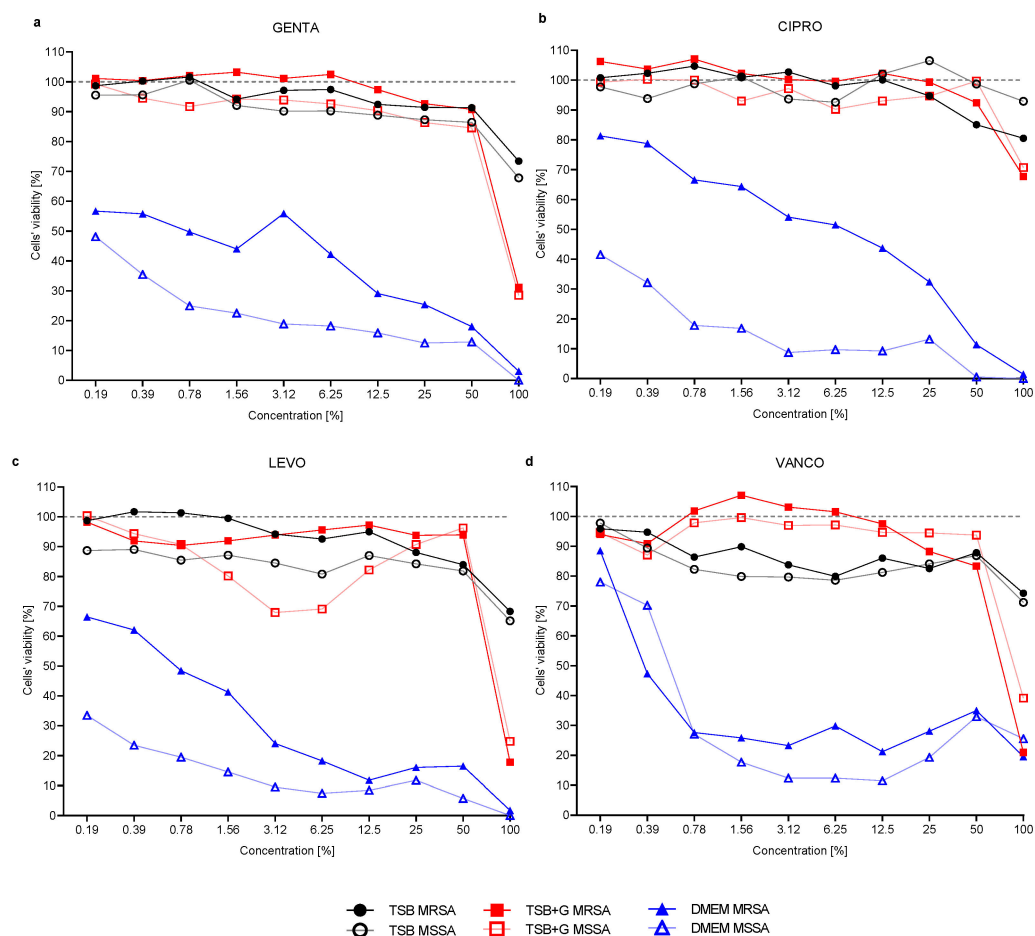 a
GENTA
110
100
90
80
70
60
50
40
30
20
10
0
Cells' viability [%]
0.19 0.39 0.78 1.56 3.12 6.25 12.5 25 50 100
Concentration [%]
b
CIPRO
110
100
90
80
70
60
50
40
30
20
10
0
Cells' viability [%]
0.19 0.39 0.78 1.56 3.12 6.25 12.5 25 50 100
Concentration [%]
c
LEVO
110
100
90
80
70
60
50
40
30
20
10
0
Cells' viability [%]
0.19 0.39 0.78 1.56 3.12 6.25 12.5 25 50 100
Concentration [%]
d
VANCO
110
100
90
80
70
60
50
40
30
20
10
0
Cells' viability [%]
0.19 0.39 0.78 1.56 3.12 6.25 12.5 25 50 100
Concentration [%]
TSB MRSA TSB+G MRSA DMEM MRSA
TSB MSSA TSB+G MSSA DMEM MSSA